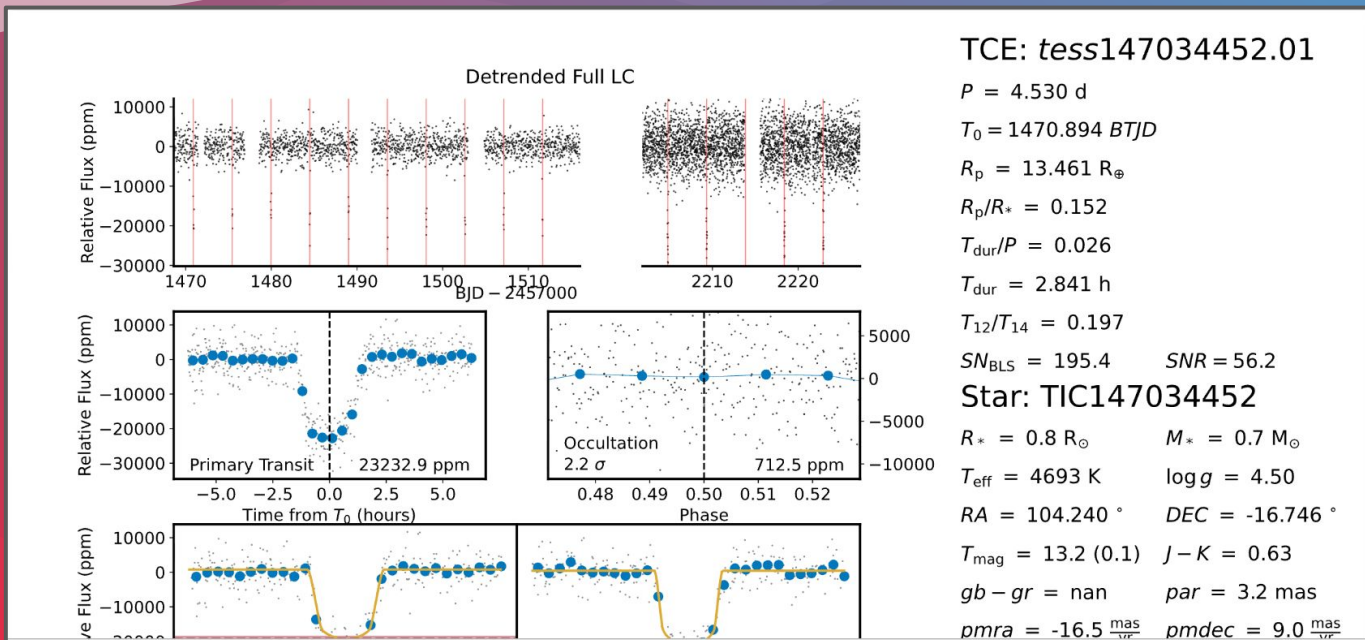 Detrended Full LC
Relative Flux (ppm)
10000
0
−10000
−20000
−30000
1470 1480 1490 1500 1510 2210 2220
BJD − 2457000
Relative Flux (ppm)
10000
0
−10000
−20000
−30000
Primary Transit 23232.9 ppm
−5.0 −2.5 0.0 2.5 5.0
Time from T0 (hours)
Occultation
2.2 σ 712.5 ppm
5000
0
−5000
−10000
0.48 0.49 0.50 0.51 0.52
Phase
ve Flux (ppm)
10000
0
−10000
TCE: tess147034452.01
P = 4.530 d
T0 = 1470.894 BTJD
Rp = 13.461 R⊕
Rp/R* = 0.152
Tdur/P = 0.026
Tdur = 2.841 h
T12/T14 = 0.197
SNBLS = 195.4 SNR = 56.2
Star: TIC147034452
R* = 0.8 R⊙ M* = 0.7 M⊙
Teff = 4693 K log g = 4.50
RA = 104.240 ° DEC = -16.746 °
Tmag = 13.2 (0.1) J − K = 0.63
gb − gr = nan par = 3.2 mas
pmra = -16.5 mas/yr pmdec = 9.0 mas/yr